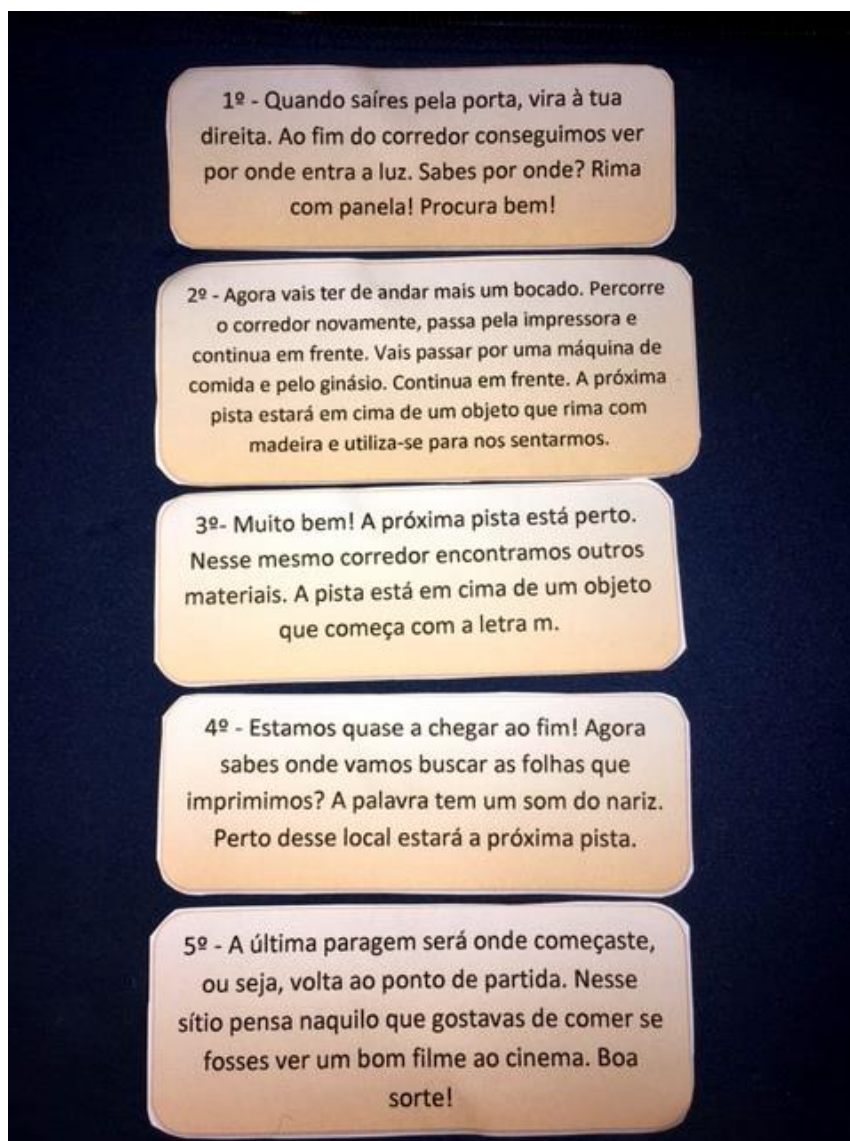 1º - Quando saíres pela porta, vira à tua
direita. Ao fim do corredor conseguimos ver
por onde entra a luz. Sabes por onde? Rima
com panela! Procura bem!
2º - Agora vais ter de andar mais um bocado. Percorre
o corredor novamente, passa pela impressora e
continua em frente. Vais passar por uma máquina de
comida e pelo ginásio. Continua em frente. A próxima
pista estará em cima de um objeto que rima com
madeira e utiliza-se para nos sentarmos.
3º- Muito bem! A próxima pista está perto.
Nesse mesmo corredor encontramos outros
materiais. A pista está em cima de um objeto
que começa com a letra m.
4º - Estamos quase a chegar ao fim! Agora
sabes onde vamos buscar as folhas que
imprimimos? A palavra tem um som do nariz.
Perto desse local estará a próxima pista.
5º - A última paragem será onde começaste,
ou seja, volta ao ponto de partida. Nesse
sítio pensa naquilo que gostavas de comer se
fosses ver um bom filme ao cinema. Boa
sorte!